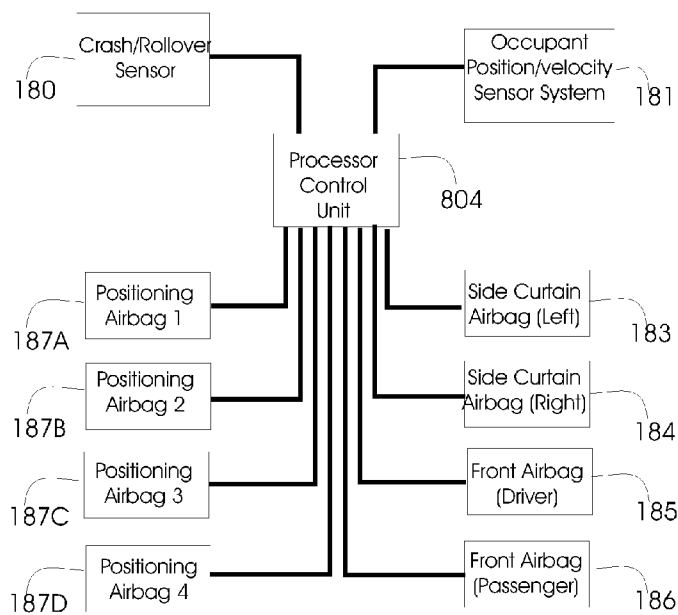 Crash/Rollover
Sensor
180
Occupant
Position/velocity
Sensor System
181
Processor
Control
Unit
804
Positioning
Airbag 1
187A
Side Curtain
Airbag (Left)
183
Positioning
Airbag 2
187B
Side Curtain
Airbag (Right)
184
Positioning
Airbag 3
187C
Front Airbag
(Driver)
185
Positioning
Airbag 4
187D
Front Airbag
(Passenger)
186